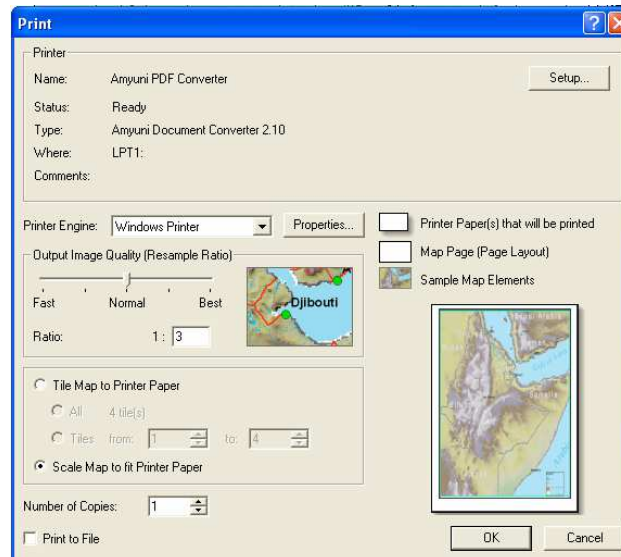 Print
Printer
Name: Amyuni PDF Converter
Setup...
Status: Ready
Type: Amyuni Document Converter 2.10
Where: LPT1:
Comments:
Printer Engine: Windows Printer Properties...
Printer Paper(s) that will be printed
Output Image Quality (Resample Ratio)
Map Page (Page Layout)
Sample Map Elements
Fast Normal Best
Djibouti
Ratio: 1 : 3
Tile Map to Printer Paper
All 4 tile(s)
Tiles from: 1 to: 4
Scale Map to fit Printer Paper
Number of Copies: 1
Print to File
OK Cancel